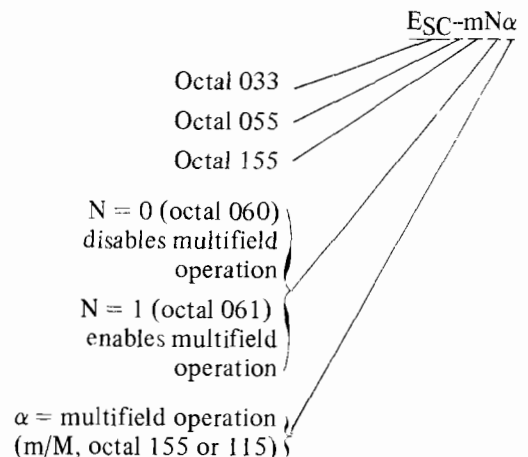 ESC-mNα
Octal 033
Octal 055
Octal 155
N = 0 (octal 060)
disables multifield
operation
N = 1 (octal 061)
enables multifield
operation
α = multifield operation
(m/M, octal 155 or 115)